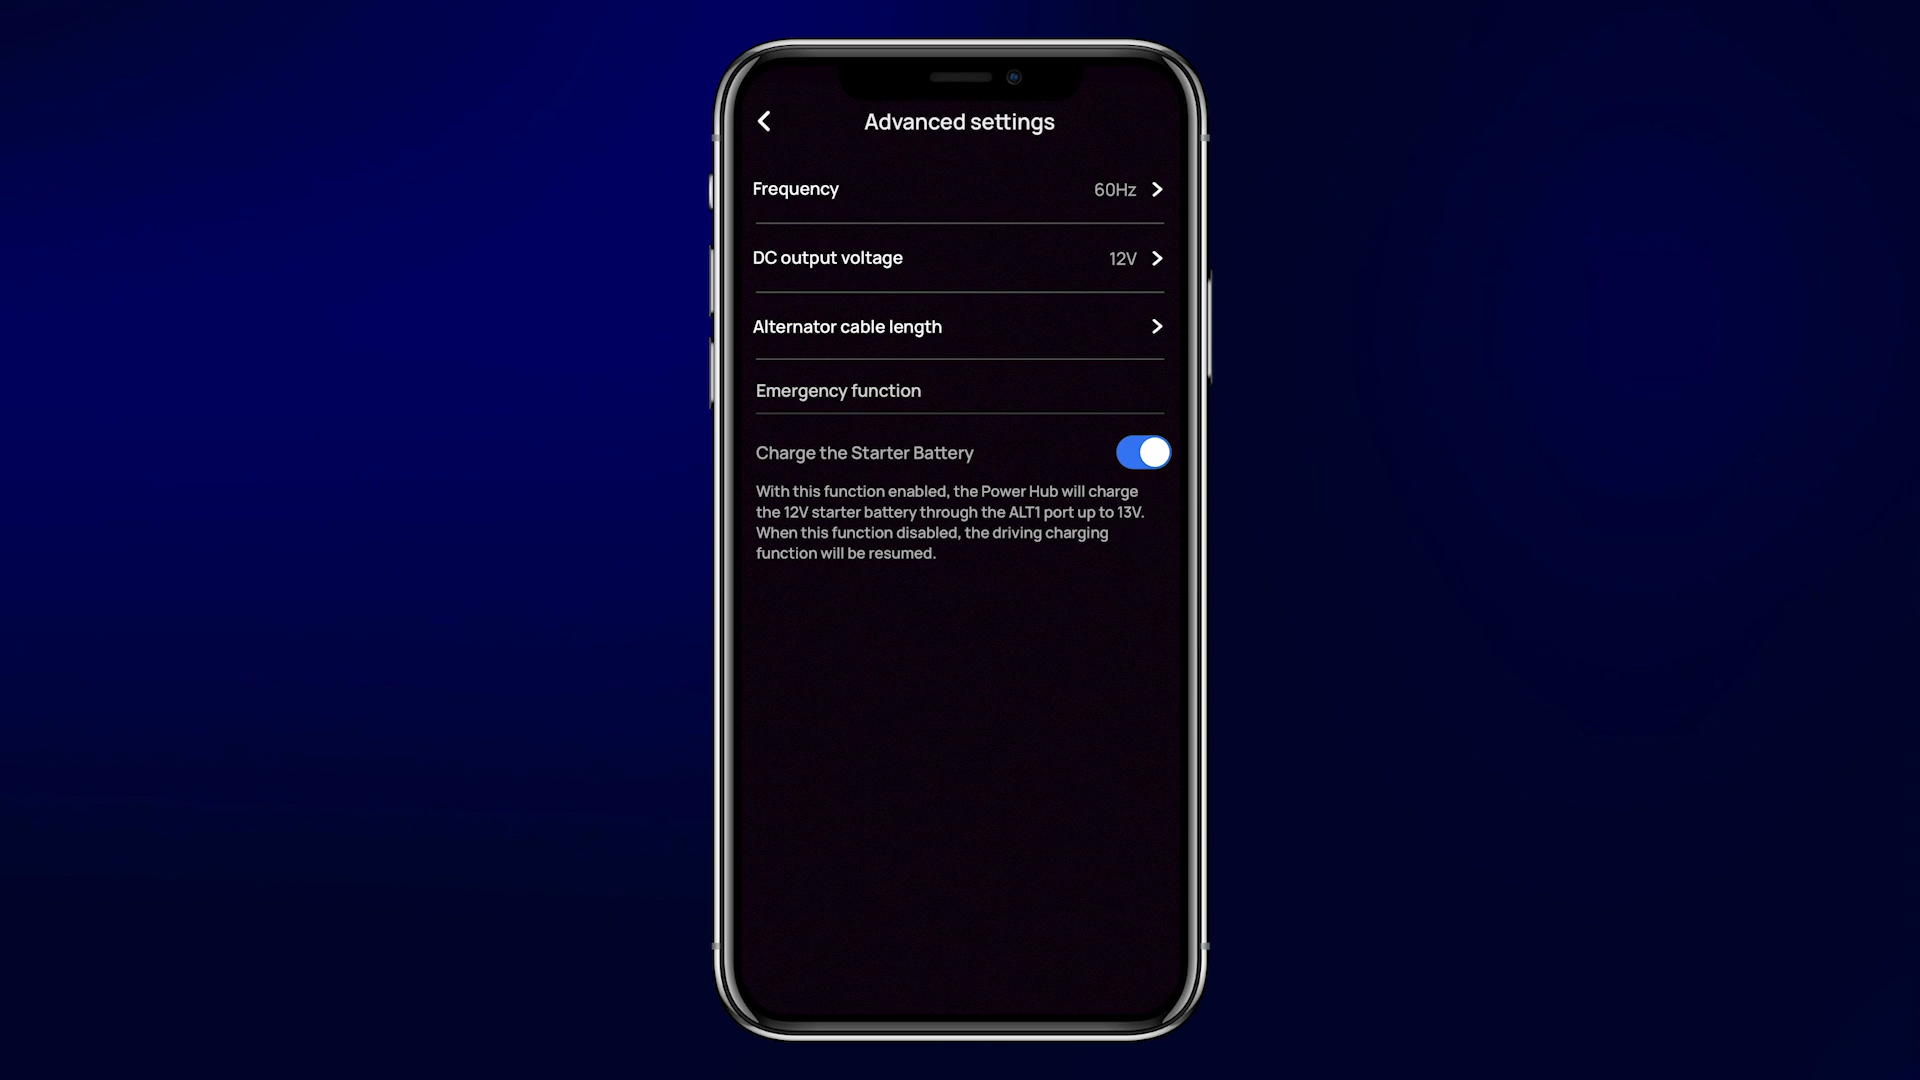 Advanced settings
Frequency 60Hz
DC output voltage 12V
Alternator cable length
Emergency function
Charge the Starter Battery
With this function enabled, the Power Hub will charge
the 12V starter battery through the ALT1 port up to 13V.
When this function disabled, the driving charging
function will be resumed.